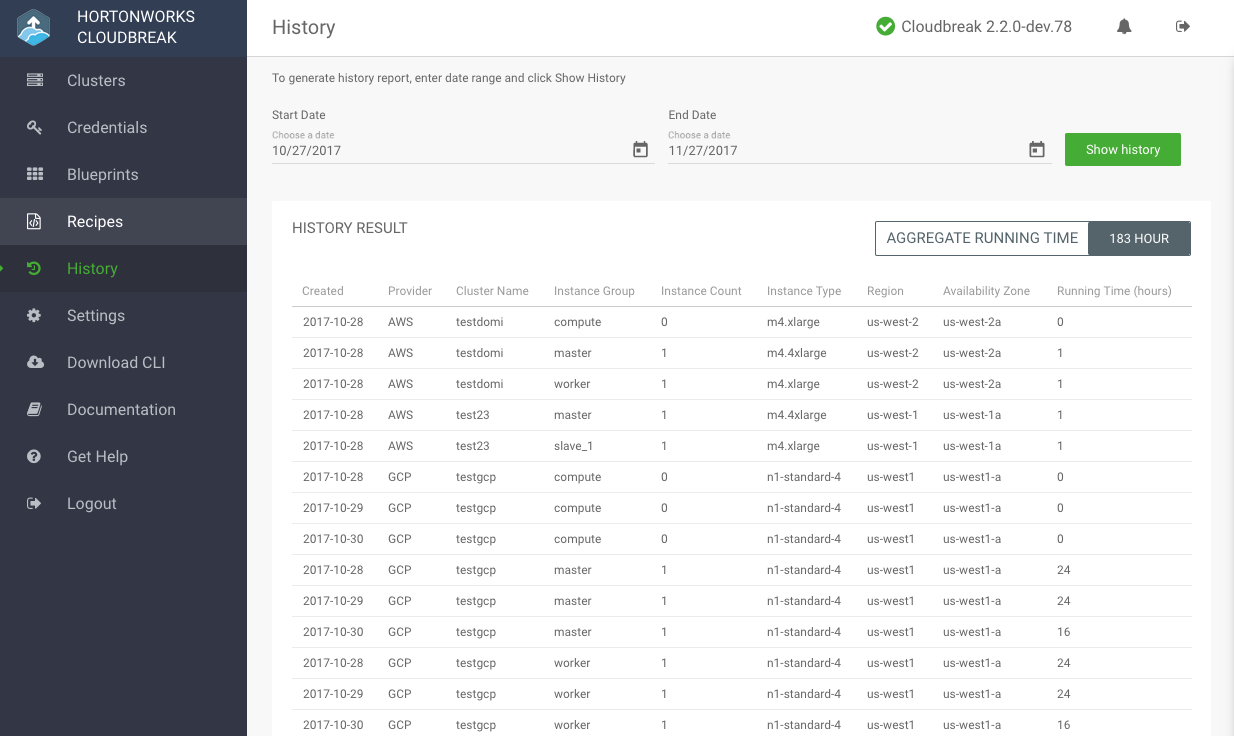 HORTONWORKS
CLOUDBREAK
Clusters
Credentials
Blueprints
Recipes
History
Settings
Download CLI
Documentation
Get Help
Logout
History
Cloudbreak 2.2.0-dev.78
To generate history report, enter date range and click Show History
Start Date
Choose a date
10/27/2017
End Date
Choose a date
11/27/2017
Show history
HISTORY RESULT
AGGREGATE RUNNING TIME 183 HOUR
Created Provider Cluster Name Instance Group Instance Count Instance Type Region Availability Zone Running Time (hours)
2017-10-28 AWS testdomi compute 0 m4.xlarge us-west-2 us-west-2a 0
2017-10-28 AWS testdomi master 1 m4.4xlarge us-west-2 us-west-2a 1
2017-10-28 AWS testdomi worker 1 m4.xlarge us-west-2 us-west-2a 1
2017-10-28 AWS test23 master 1 m4.4xlarge us-west-1 us-west-1a 1
2017-10-28 AWS test23 slave_1 1 m4.xlarge us-west-1 us-west-1a 1
2017-10-28 GCP testgcp compute 0 n1-standard-4 us-west1 us-west1-a 0
2017-10-29 GCP testgcp compute 0 n1-standard-4 us-west1 us-west1-a 0
2017-10-30 GCP testgcp compute 0 n1-standard-4 us-west1 us-west1-a 0
2017-10-28 GCP testgcp master 1 n1-standard-4 us-west1 us-west1-a 24
2017-10-29 GCP testgcp master 1 n1-standard-4 us-west1 us-west1-a 24
2017-10-30 GCP testgcp master 1 n1-standard-4 us-west1 us-west1-a 16
2017-10-28 GCP testgcp worker 1 n1-standard-4 us-west1 us-west1-a 24
2017-10-29 GCP testgcp worker 1 n1-standard-4 us-west1 us-west1-a 24
2017-10-30 GCP testgcp worker 1 n1-standard-4 us-west1 us-west1-a 16